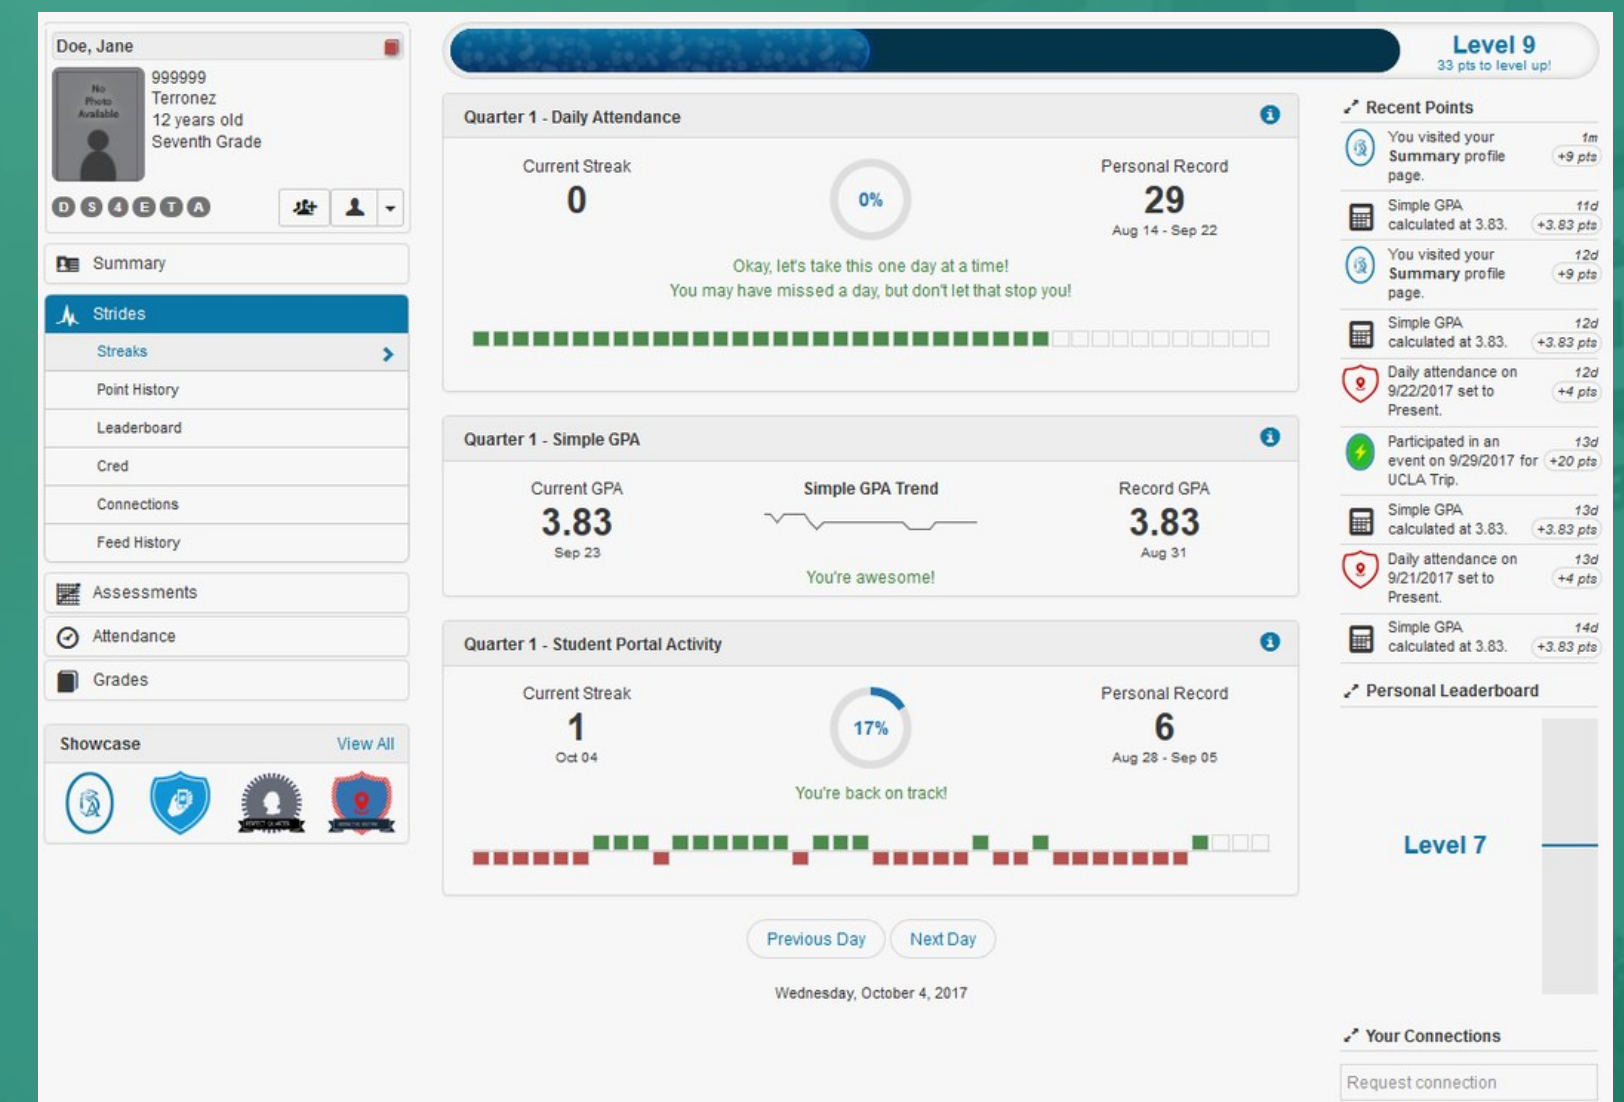 Doe, Jane
No
Photo
Available
999999
Terronez
12 years old
Seventh Grade
D S 4 E T A
Summary
Strides
Streaks
Point History
Leaderboard
Cred
Connections
Feed History
Assessments
Attendance
Grades
Showcase View All
PERFECT QUARTER
Level 9
33 pts to level up!
Quarter 1 - Daily Attendance
Current Streak
0
0%
Personal Record
29
Aug 14 - Sep 22
Okay, let's take this one day at a time!
You may have missed a day, but don't let that stop you!
Quarter 1 - Simple GPA
Current GPA
3.83
Sep 23
Simple GPA Trend
You're awesome!
Record GPA
3.83
Aug 31
Quarter 1 - Student Portal Activity
Current Streak
1
Oct 04
17%
Personal Record
6
Aug 28 - Sep 05
You're back on track!
Previous Day Next Day
Wednesday, October 4, 2017
Recent Points
You visited your 1m
Summary profile +9 pts
page.
Simple GPA 11d
calculated at 3.83. +3.83 pts
You visited your 12d
Summary profile +9 pts
page.
Simple GPA 12d
calculated at 3.83. +3.83 pts
Daily attendance on 12d
9/22/2017 set to +4 pts
Present.
Participated in an 13d
event on 9/29/2017 for +20 pts
UCLA Trip.
Simple GPA 13d
calculated at 3.83. +3.83 pts
Daily attendance on 13d
9/21/2017 set to +4 pts
Present.
Simple GPA 14d
calculated at 3.83. +3.83 pts
Personal Leaderboard
Level 7
Your Connections
Request connection